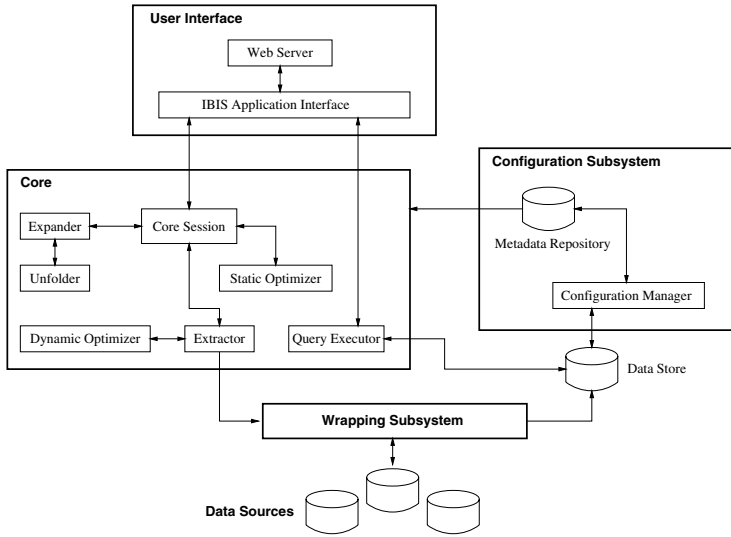 User Interface
Web Server
IBIS Application Interface
Configuration Subsystem
Core
Metadata Repository
Expander
Core Session
Unfolder
Static Optimizer
Configuration Manager
Dynamic Optimizer
Extractor
Query Executor
Data Store
Wrapping Subsystem
Data Sources